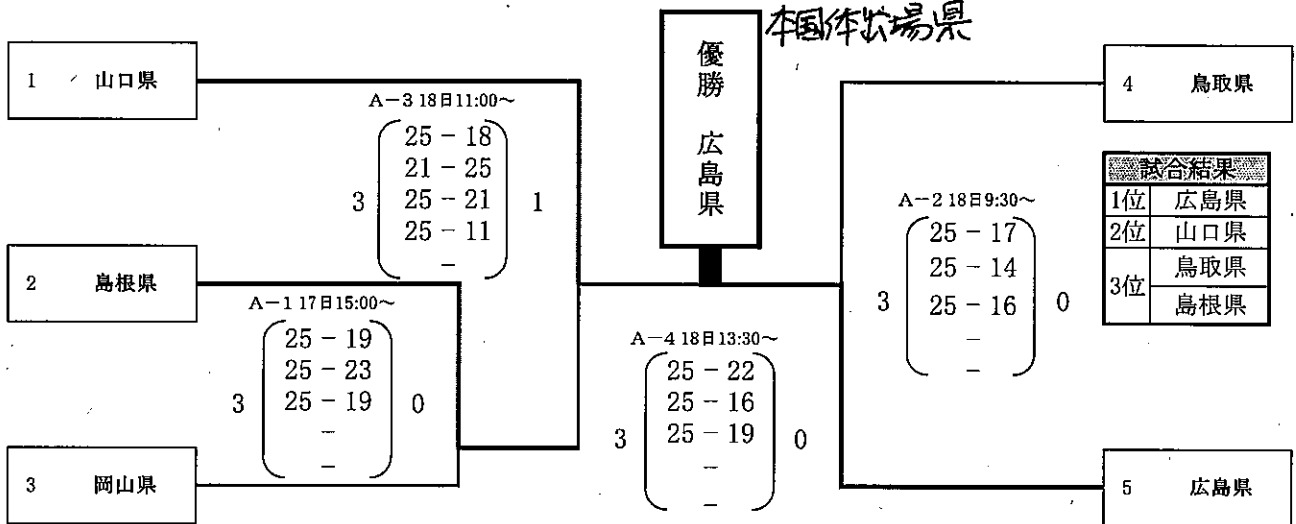 本国体出場県
優勝 広島県
1 山口県
A-3 18日11:00～
3
25 - 18
21 - 25
25 - 21
25 - 11
-
1
2 島根県
A-1 17日15:00～
3
25 - 19
25 - 23
25 - 19
-
-
0
3 岡山県
A-4 18日13:30～
3
25 - 22
25 - 16
25 - 19
-
-
0
4 鳥取県
A-2 18日9:30～
3
25 - 17
25 - 14
25 - 16
-
-
0
5 広島県
試合結果
1位 広島県
2位 山口県
3位 鳥取県
島根県